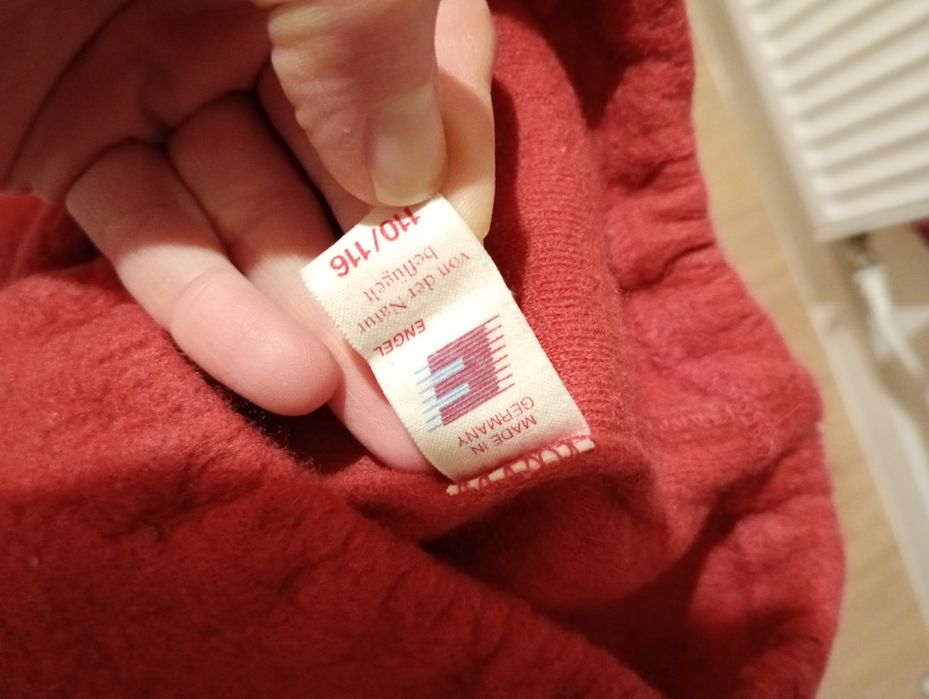 MADE IN
GERMANY
ENGEL
von der Natur
beflügelt
110/116